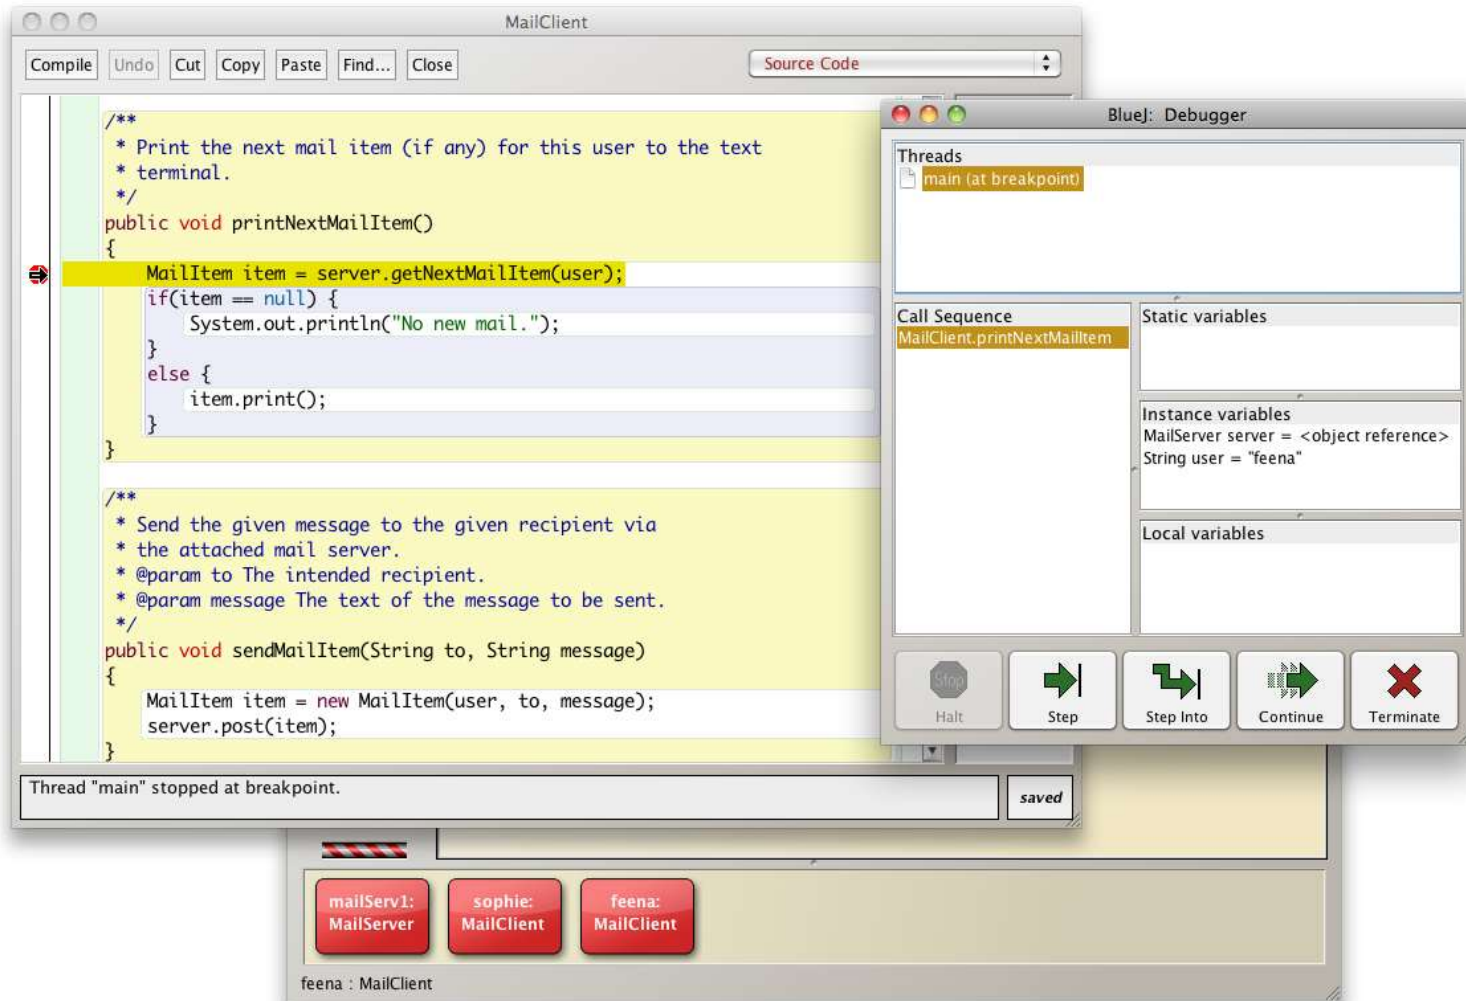 MailClient
Compile Undo Cut Copy Paste Find... Close Source Code
/**
* Print the next mail item (if any) for this user to the text
* terminal.
*/
public void printNextMailItem()
{
MailItem item = server.getNextMailItem(user);
if(item == null) {
System.out.println("No new mail.");
}
else {
item.print();
}
}
/**
* Send the given message to the given recipient via
* the attached mail server.
* @param to The intended recipient.
* @param message The text of the message to be sent.
*/
public void sendMailItem(String to, String message)
{
MailItem item = new MailItem(user, to, message);
server.post(item);
}
Thread "main" stopped at breakpoint.
saved
BlueJ: Debugger
Threads
main (at breakpoint)
Call Sequence
MailClient.printNextMailItem
Static variables
Instance variables
MailServer server = <object reference>
String user = "feena"
Local variables
Stop
Halt Step Step Into Continue Terminate
mailServ1:
MailServer
sophie:
MailClient
feena:
MailClient
feena : MailClient